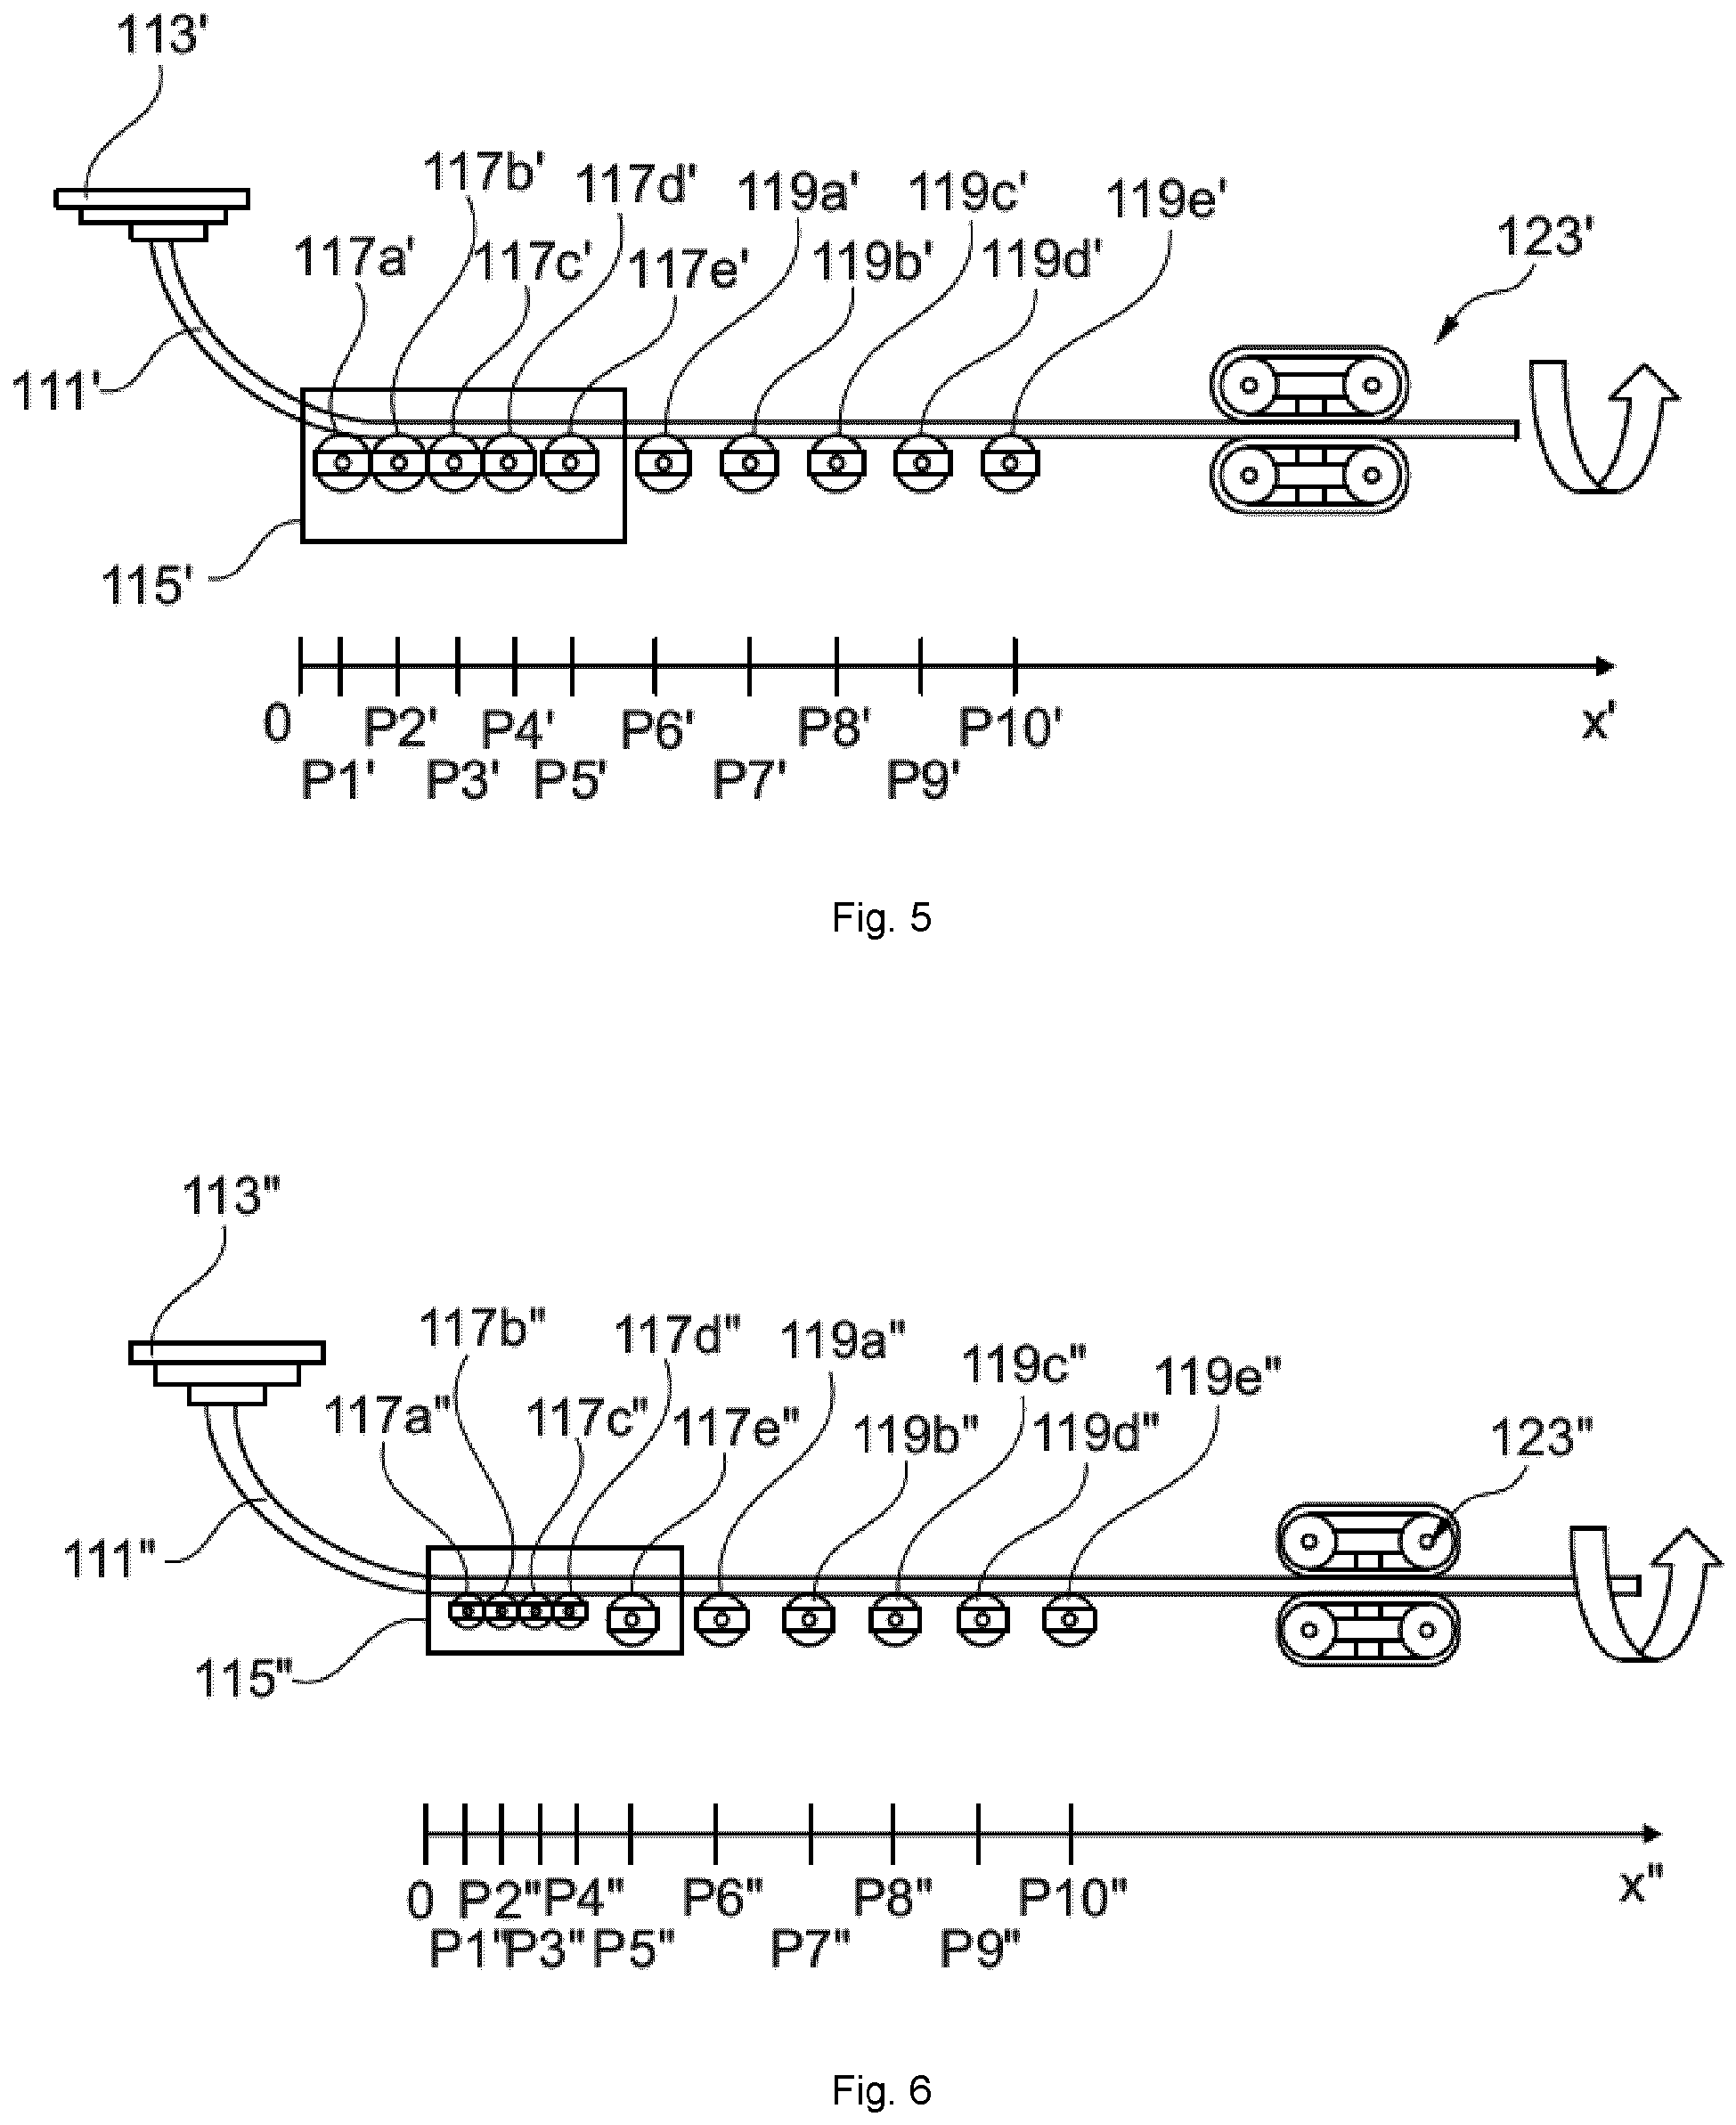 113'
117b' 117d' 119a' 119c' 119e'
117a' 117c' 117e' 119b' 119d' 123'
111'
115'
0 P2' P4' P6' P8' P10' x'
P1' P3' P5' P7' P9'
Fig. 5
113"
117b" 117d" 119a" 119c" 119e"
117a" 117c" 117e" 119b" 119d" 123"
111"
115"
0 P2" P4" P6" P8" P10" x"
P1" P3" P5" P7" P9"
Fig. 6